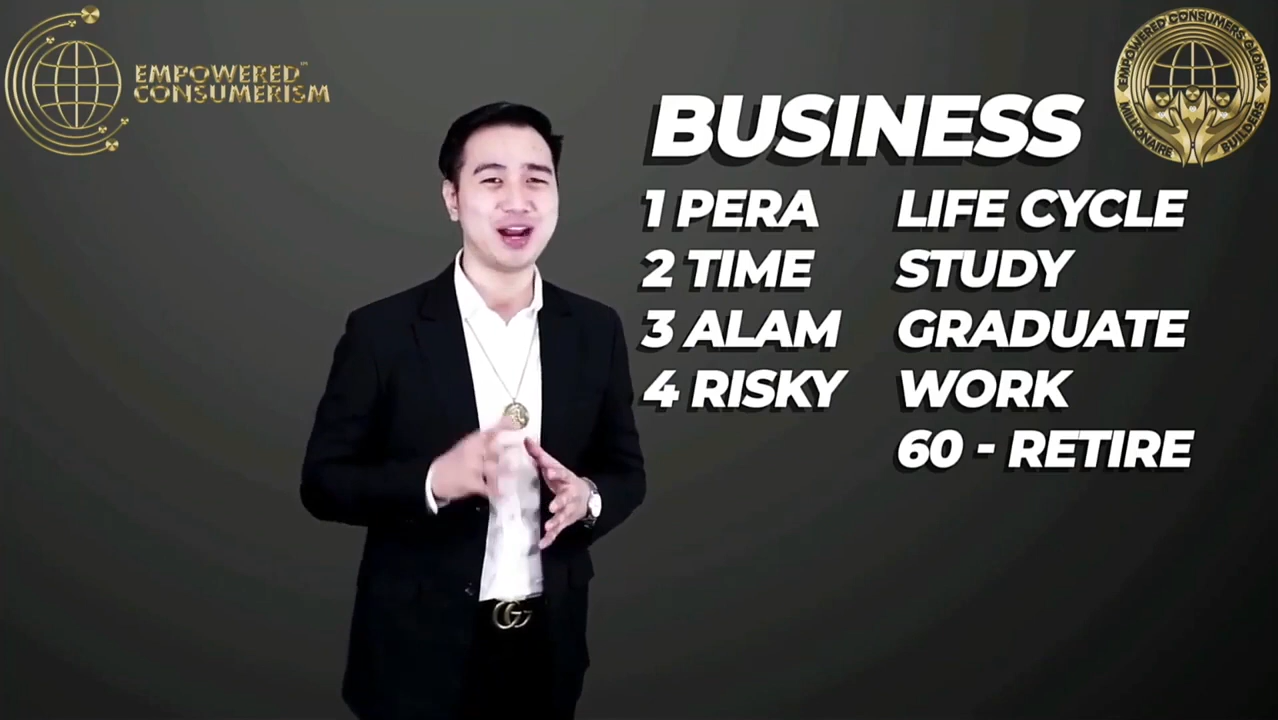 EMPOWERED
CONSUMERISM
EMPOWERED CONSUMERS GLOBAL
MILLIONAIRE BUILDERS
BUSINESS
1 PERA
2 TIME
3 ALAM
4 RISKY
LIFE CYCLE
STUDY
GRADUATE
WORK
60 - RETIRE